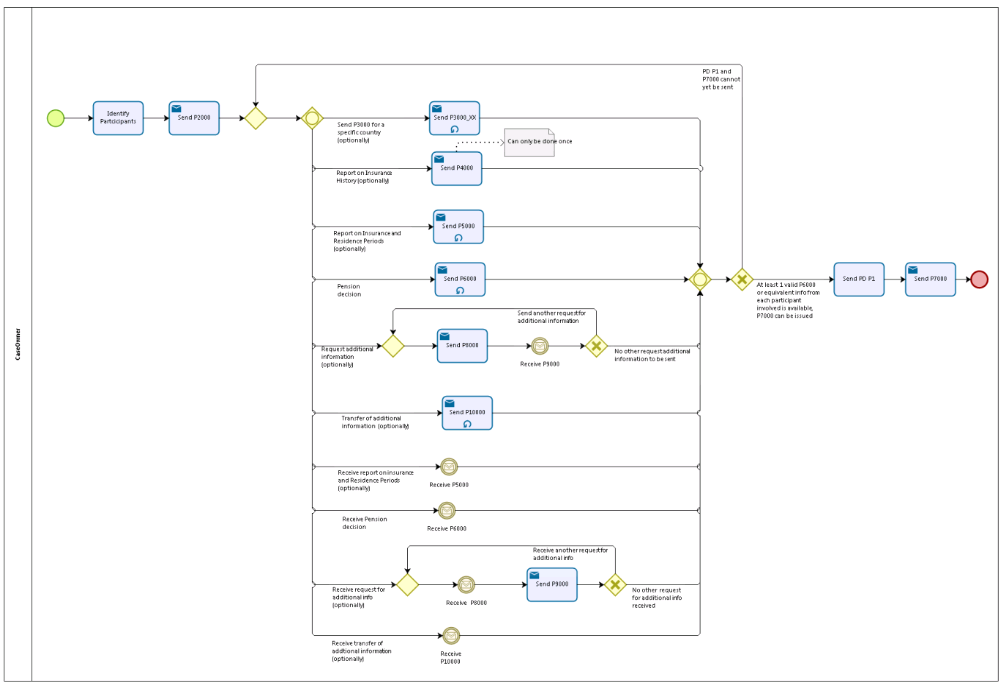 PD P1 and
P7000 cannot
yet be sent
Identify
Participants
Send P2000
Send P3000_XX
Send P3000 for a
specific country
(optionally)
Can only be done once
Send P4000
Report on Insurance
History (optionally)
Send P5000
Report on Insurance and
Residence Periods
(optionally)
Send P6000
Pension
decision
Send PD P1
Send P7000
At least 1 valid P6000
or equivalent info from
each participant
involved is available,
P7000 can be issued
Send another request for
additional information
CaseOwner
Request additional
information
(optionally)
Send P8000
Receive P9000
No other request additional
information to be sent
Send P10000
Transfer of additional
information (optionally)
Receive report on insurance
and Residence Periods
(optionally)
Receive P5000
Receive Pension
decision
Receive P6000
Receive another request for
additional info
Receive request for
additional info
(optionally)
Receive P8000
Send P9000
No other request
for additional info
received
Receive transfer of
additional information
(optionally)
Receive
P10000